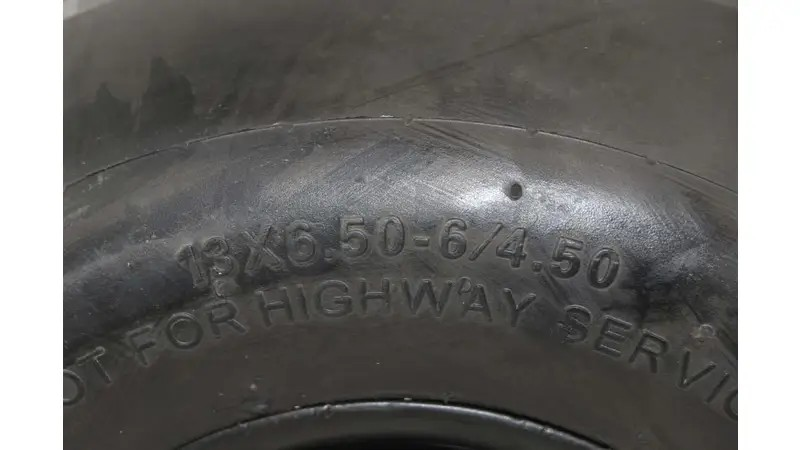 13X6.50-6/4.50
OT FOR HIGHWAY SERVIC